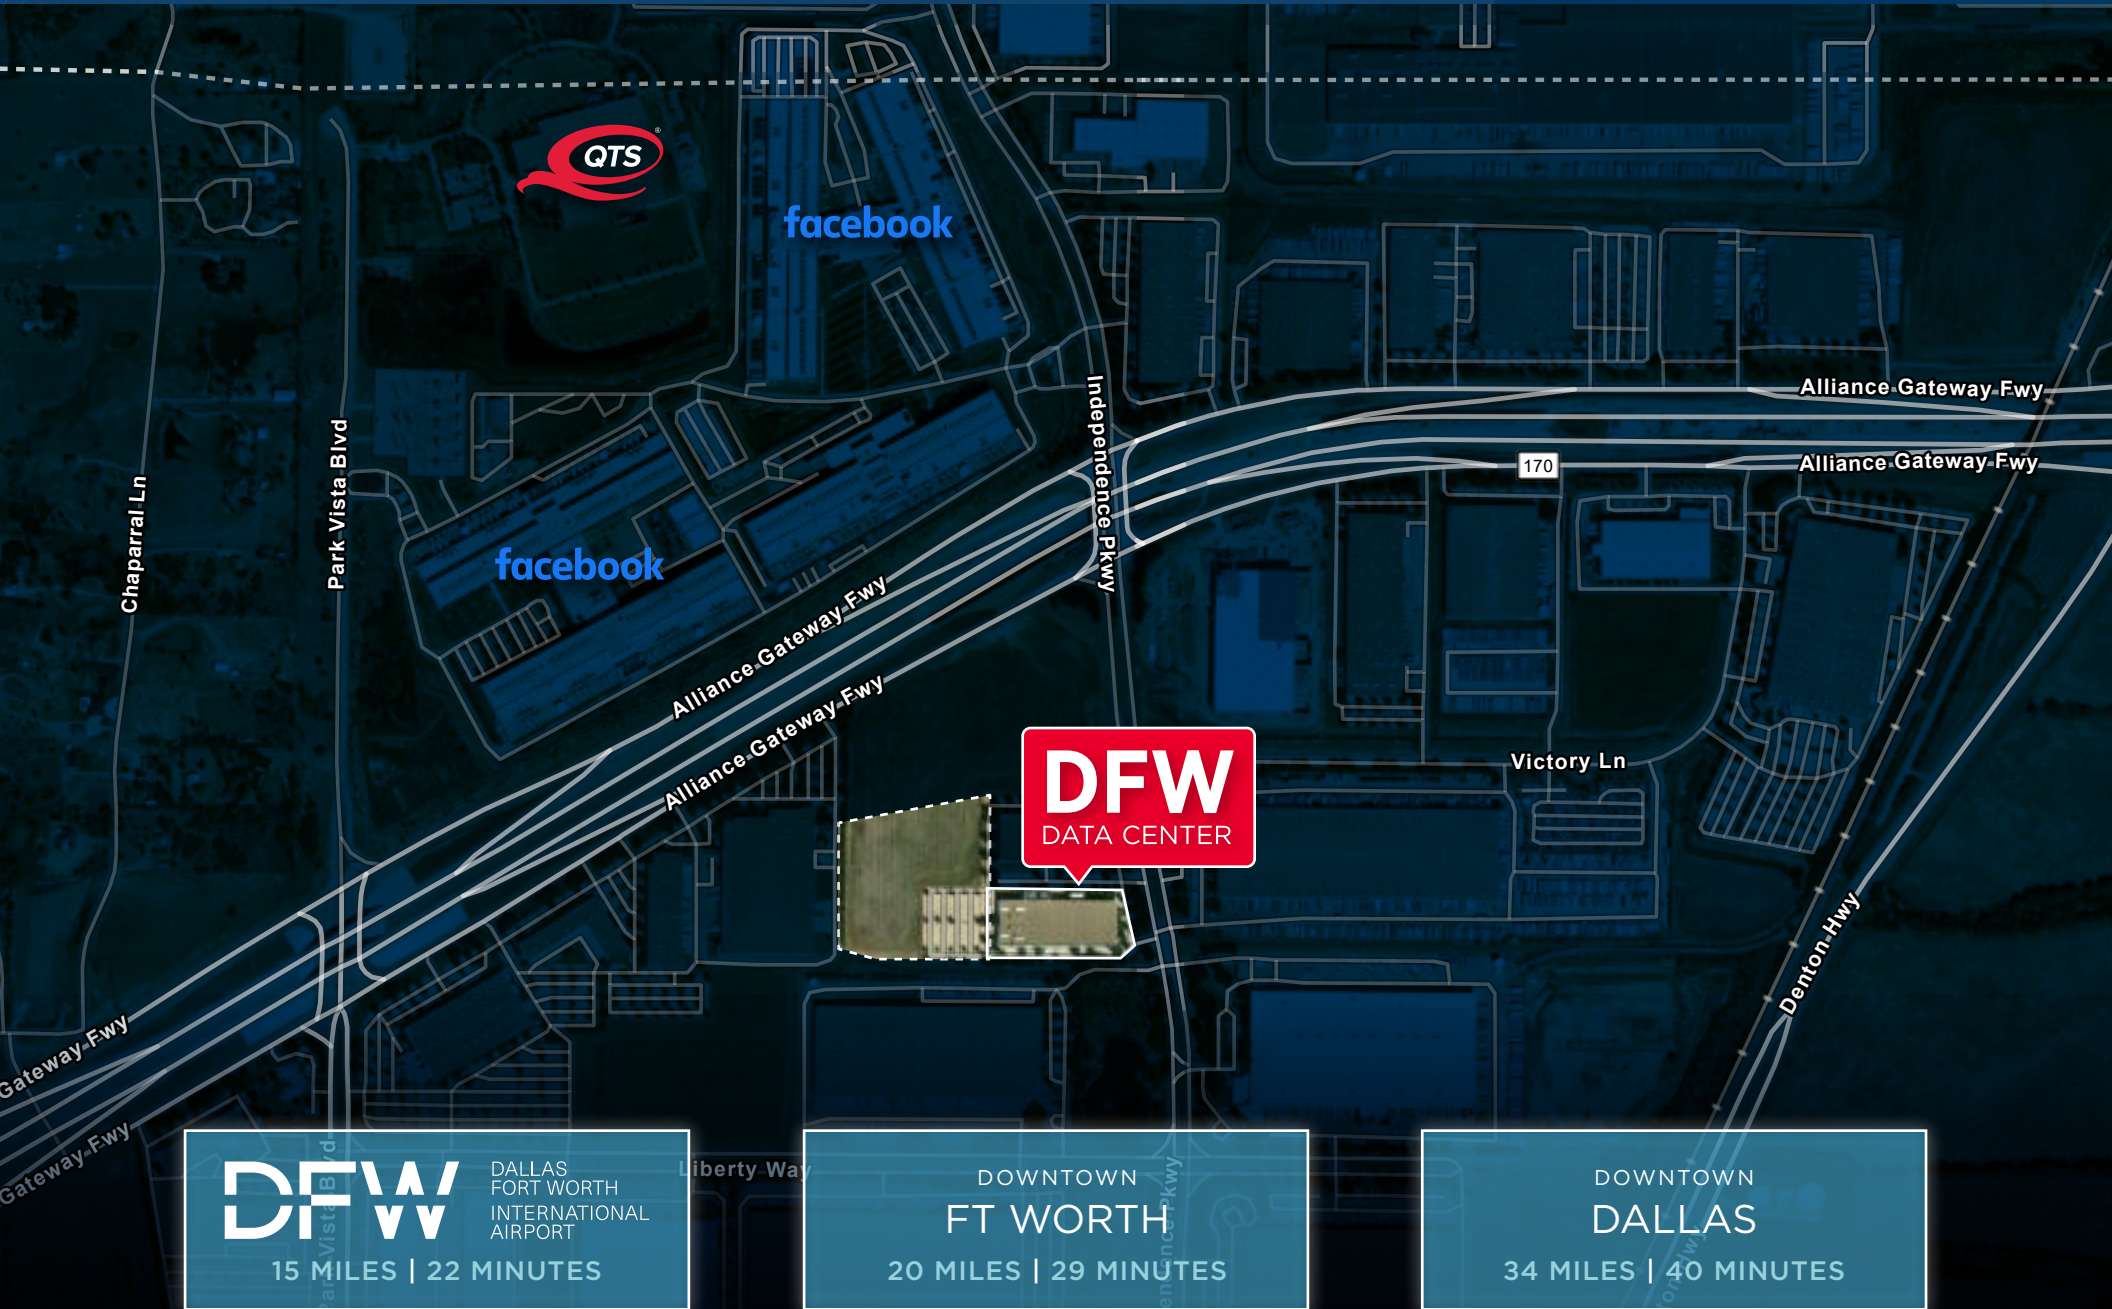 QTS®
facebook
Independence Pkwy
Alliance Gateway Fwy
170
Alliance Gateway Fwy
Chaparral Ln
Park Vista Blvd
facebook
Alliance Gateway Fwy
Alliance Gateway Fwy
DFW
DATA CENTER
Victory Ln
Denton Hwy
Gateway Fwy
Gateway Fwy
Liberty Way
DFW
DALLAS
FORT WORTH
INTERNATIONAL
AIRPORT
15 MILES | 22 MINUTES
DOWNTOWN
FT WORTH
20 MILES | 29 MINUTES
DOWNTOWN
DALLAS
34 MILES | 40 MINUTES